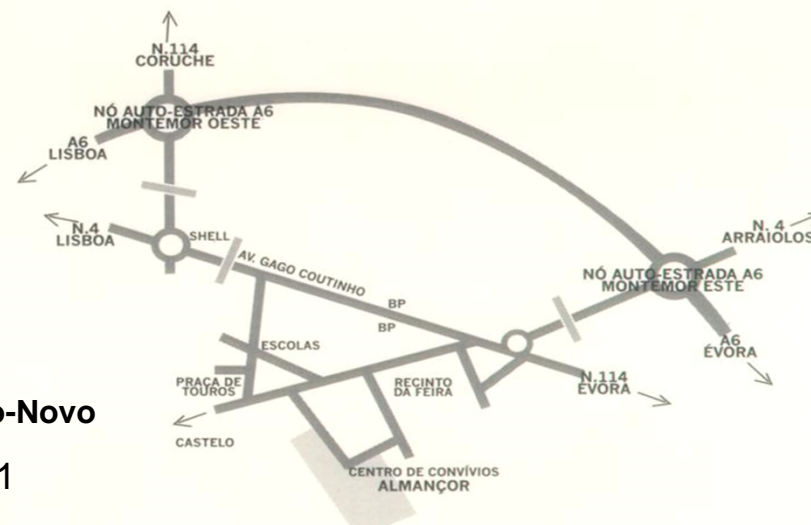 N.114
CORUCHE
NÓ AUTO-ESTRADA A6
MONTEMOR OESTE
A6
LISBOA
N.4
LISBOA
SHELL
AV. GAGO COUTINHO
BP
BP
N. 4
ARRAIOLOS
NÓ AUTO-ESTRADA A6
MONTEMOR ESTE
A6
ÉVORA
N.114
ÉVORA
ESCOLAS
PRAÇA DE
TOUROS
RECINTO
DA FEIRA
CASTELO
CENTRO DE CONVÍVIOS
ALMANÇOR
o-Novo
1